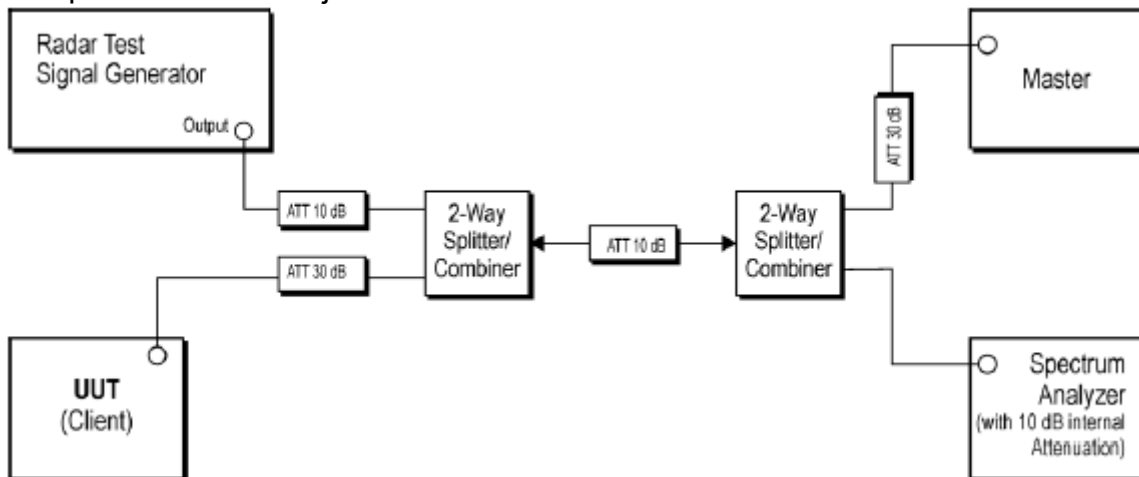 Radar Test
Signal Generator
Output
ATT 10 dB
ATT 30 dB
2-Way
Splitter/
Combiner
ATT 10 dB
2-Way
Splitter/
Combiner
ATT 30 dB
Master
UUT
(Client)
Spectrum
Analyzer
(with 10 dB internal
Attenuation)